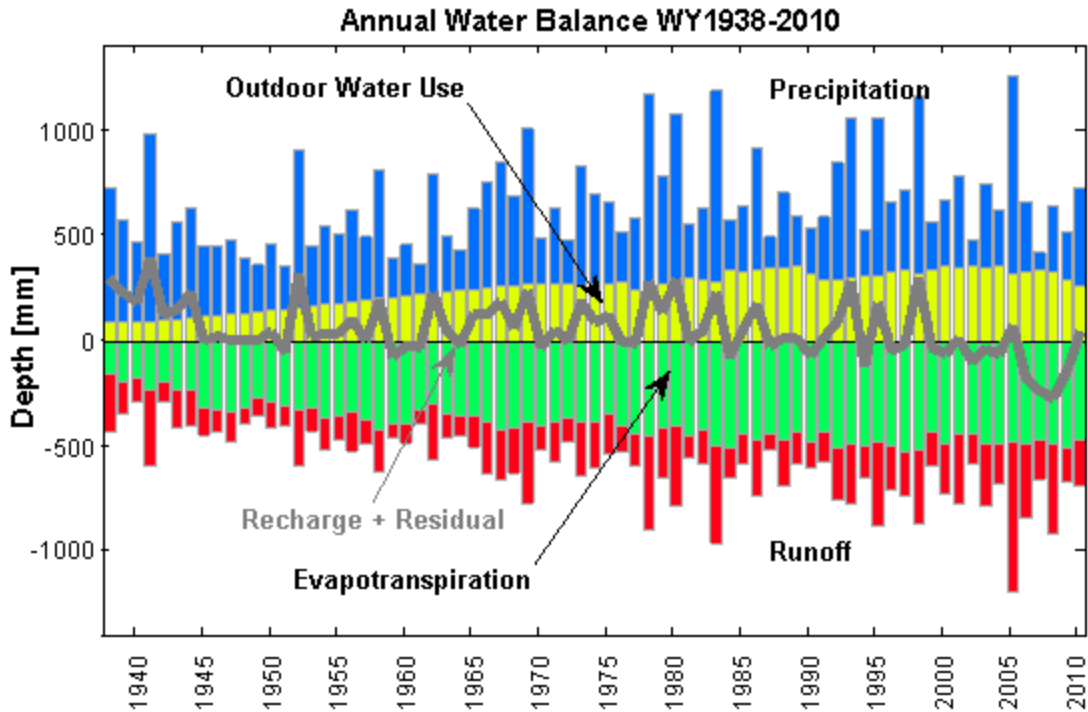 Annual Water Balance WY1938-2010
Outdoor Water Use
Precipitation
1000
500
0
-500
-1000
Depth [mm]
Recharge + Residual
Evapotranspiration
Runoff
1940
1945
1950
1955
1960
1965
1970
1975
1980
1985
1990
1995
2000
2005
2010